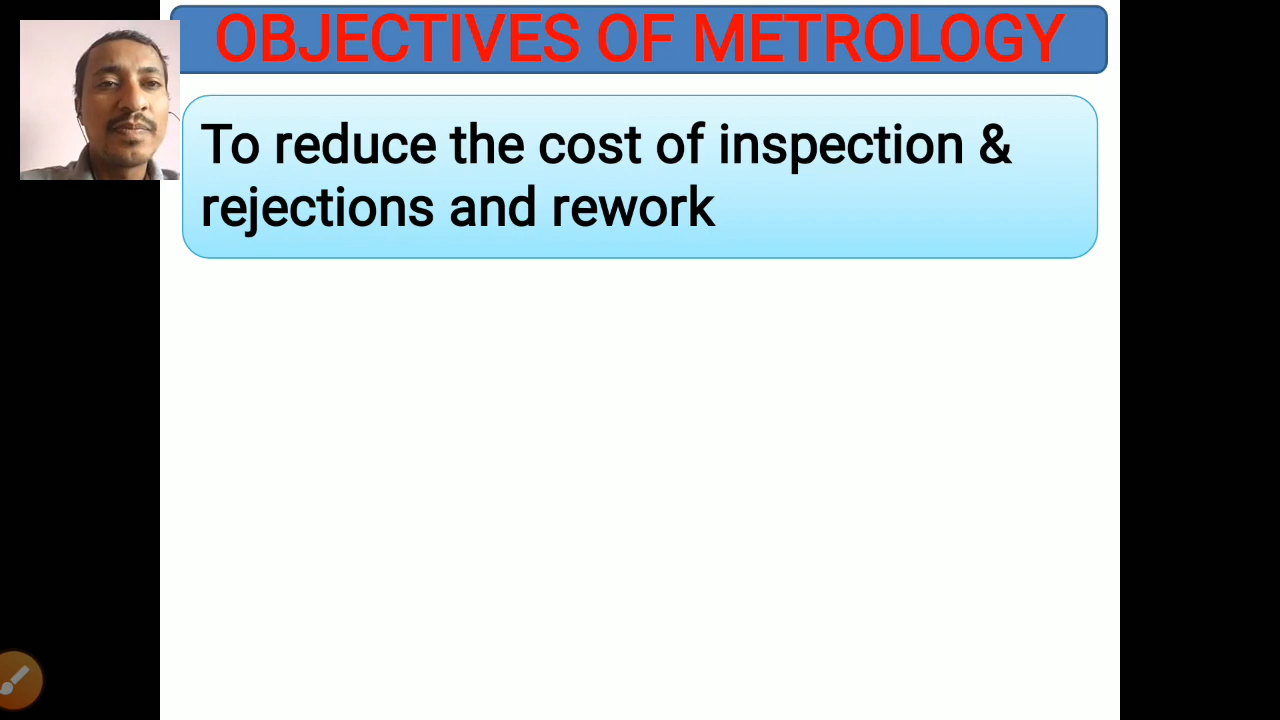 OBJECTIVES OF METROLOGY
To reduce the cost of inspection &
rejections and rework